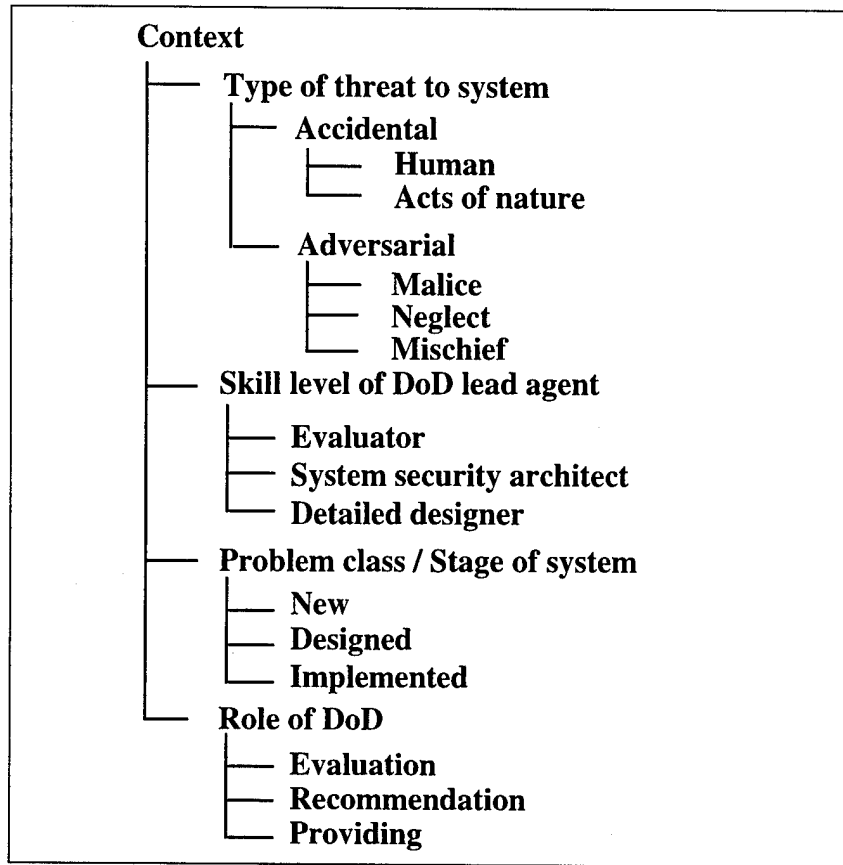 Context
Type of threat to system
Accidental
Human
Acts of nature
Adversarial
Malice
Neglect
Mischief
Skill level of DoD lead agent
Evaluator
System security architect
Detailed designer
Problem class / Stage of system
New
Designed
Implemented
Role of DoD
Evaluation
Recommendation
Providing